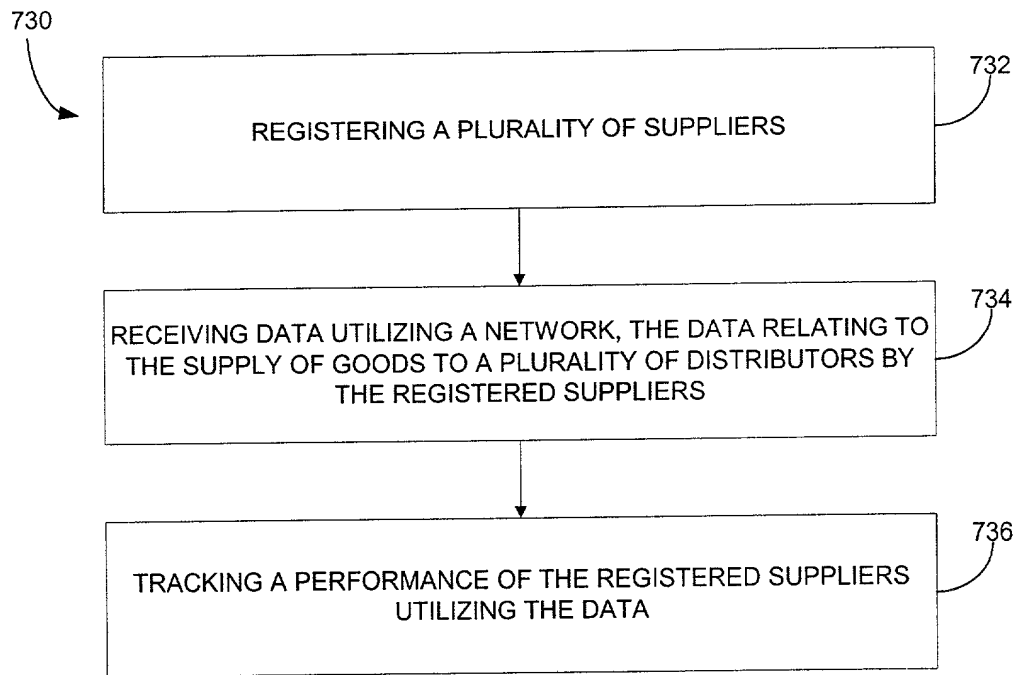 730
732
REGISTERING A PLURALITY OF SUPPLIERS
734
RECEIVING DATA UTILIZING A NETWORK, THE DATA RELATING TO
THE SUPPLY OF GOODS TO A PLURALITY OF DISTRIBUTORS BY
THE REGISTERED SUPPLIERS
736
TRACKING A PERFORMANCE OF THE REGISTERED SUPPLIERS
UTILIZING THE DATA